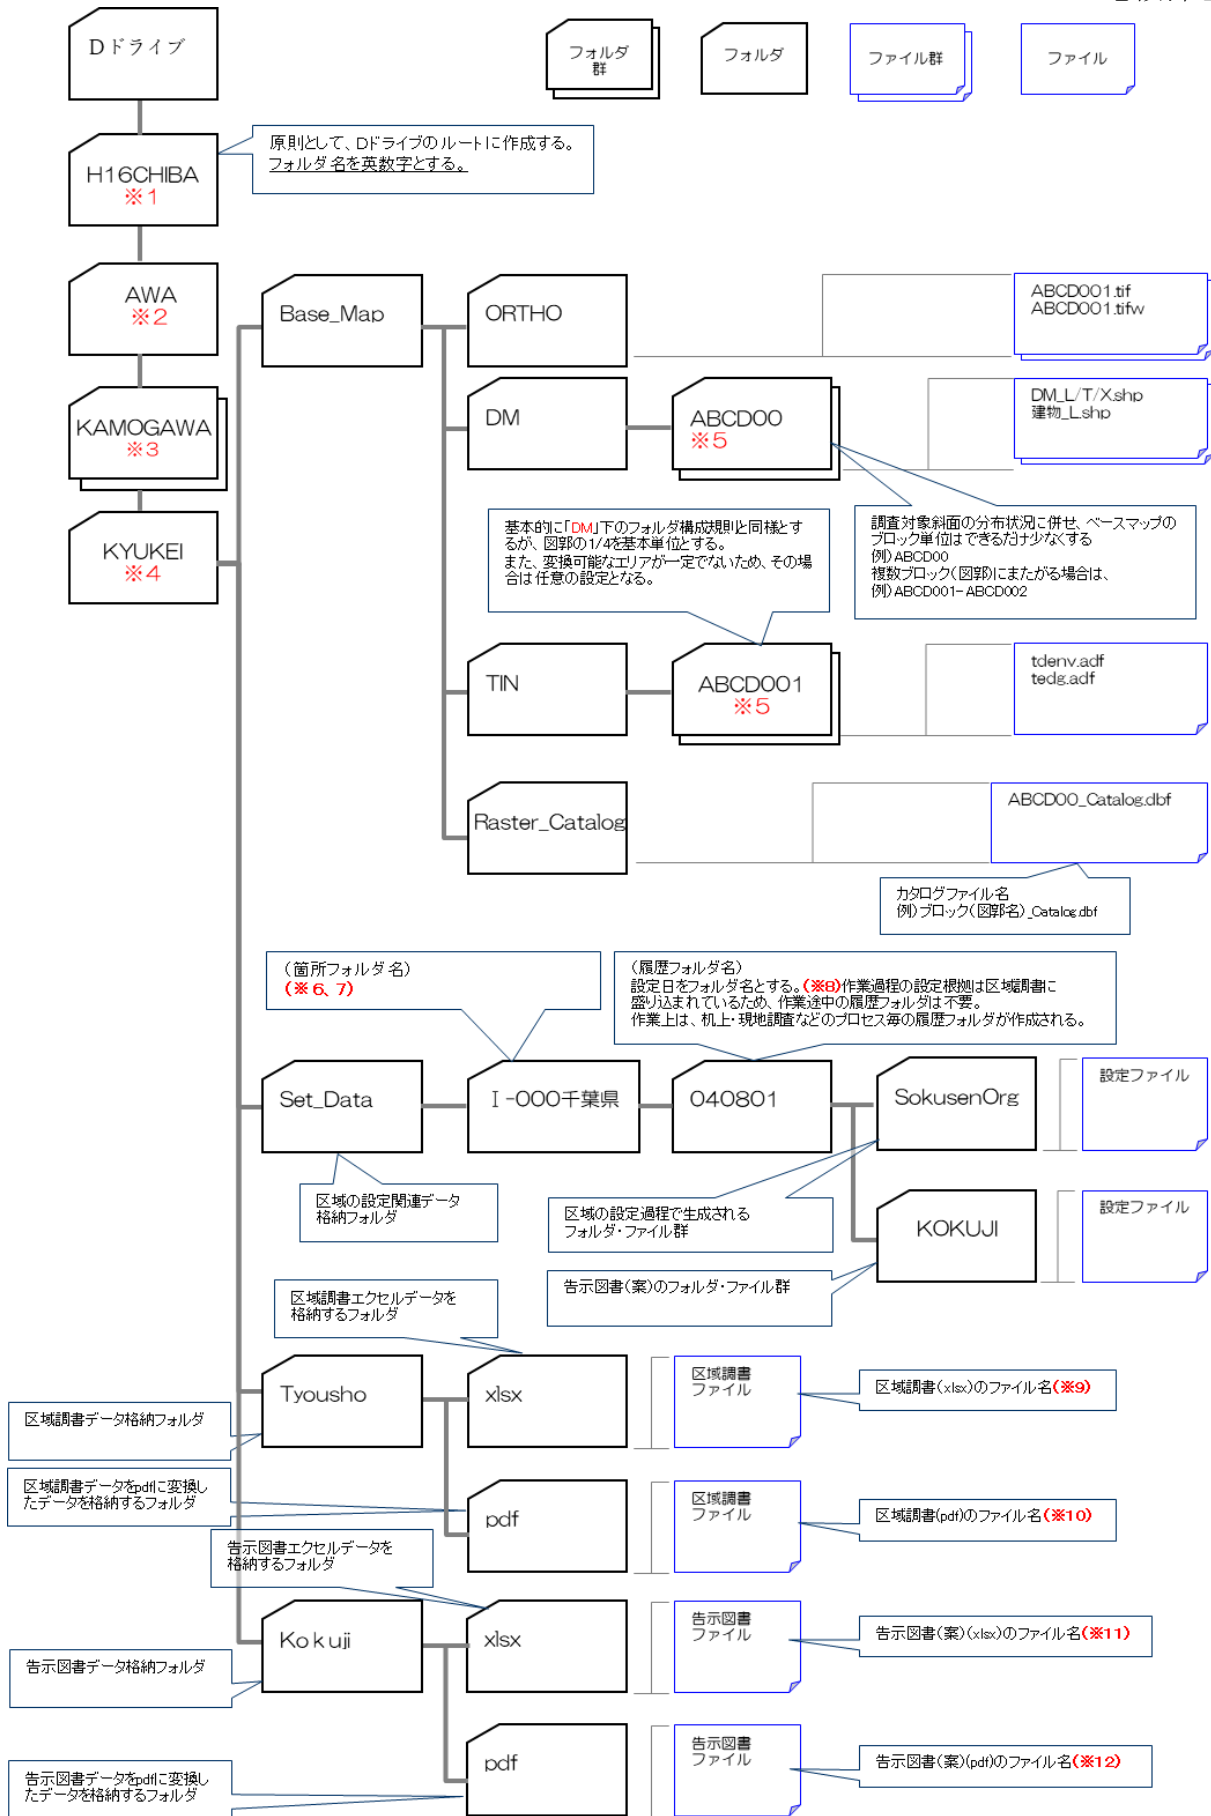 Dドライブ
フォルダ
群
フォルダ
ファイル群
ファイル
H16CHIBA
※1
原則として、Dドライブのルートに作成する。
フォルダ名を英数字とする。
AWA
※2
KAMOGAWA
※3
KYUKEI
※4
Base_Map
ORTHO
ABCD001.tif
ABCD001.tifw
DM
ABCD00
※5
DM_L/T/X.shp
建物_L.shp
基本的に「DM」下のフォルダ構成規則と同様とす
るが、図郭の1/4を基本単位とする。
また、変換可能なエリアが一定でないため、その場
合は任意の設定となる。
調査対象斜面の分布状況に併せ、ベースマップの
ブロック単位はできるだけ少なくする
例)ABCD00
複数ブロック(図郭)にまたがる場合は、
例)ABCD001-ABCD002
TIN
ABCD001
※5
tdenv.adf
tedg.adf
Raster_Catalog
ABCD00_Catalog.dbf
カタログファイル名
例)ブロック(図郭名)_Catalog.dbf
(箇所フォルダ名)
(※6、7)
(履歴フォルダ名)
設定日をフォルダ名とする。(※8)作業過程の設定根拠は区域調書に
盛り込まれているため、作業途中の履歴フォルダは不要。
作業上は、机上・現地調査などのプロセス毎の履歴フォルダが作成される。
Set_Data
I-000千葉県
040801
SokusenOrg
設定ファイル
区域の設定関連データ
格納フォルダ
区域の設定過程で生成される
フォルダ・ファイル群
KOKUJI
設定ファイル
告示図書(案)のフォルダ・ファイル群
区域調書エクセルデータを
格納するフォルダ
Tyousho
xlsx
区域調書
ファイル
区域調書(xlsx)のファイル名(※9)
区域調書データ格納フォルダ
区域調書データをpdfに変換し
たデータを格納するフォルダ
pdf
区域調書
ファイル
区域調書(pdf)のファイル名(※10)
告示図書エクセルデータを
格納するフォルダ
Kokuji
xlsx
告示図書
ファイル
告示図書(案)(xlsx)のファイル名(※11)
告示図書データ格納フォルダ
pdf
告示図書
ファイル
告示図書(案)(pdf)のファイル名(※12)
告示図書データをpdfに変換し
たデータを格納するフォルダ